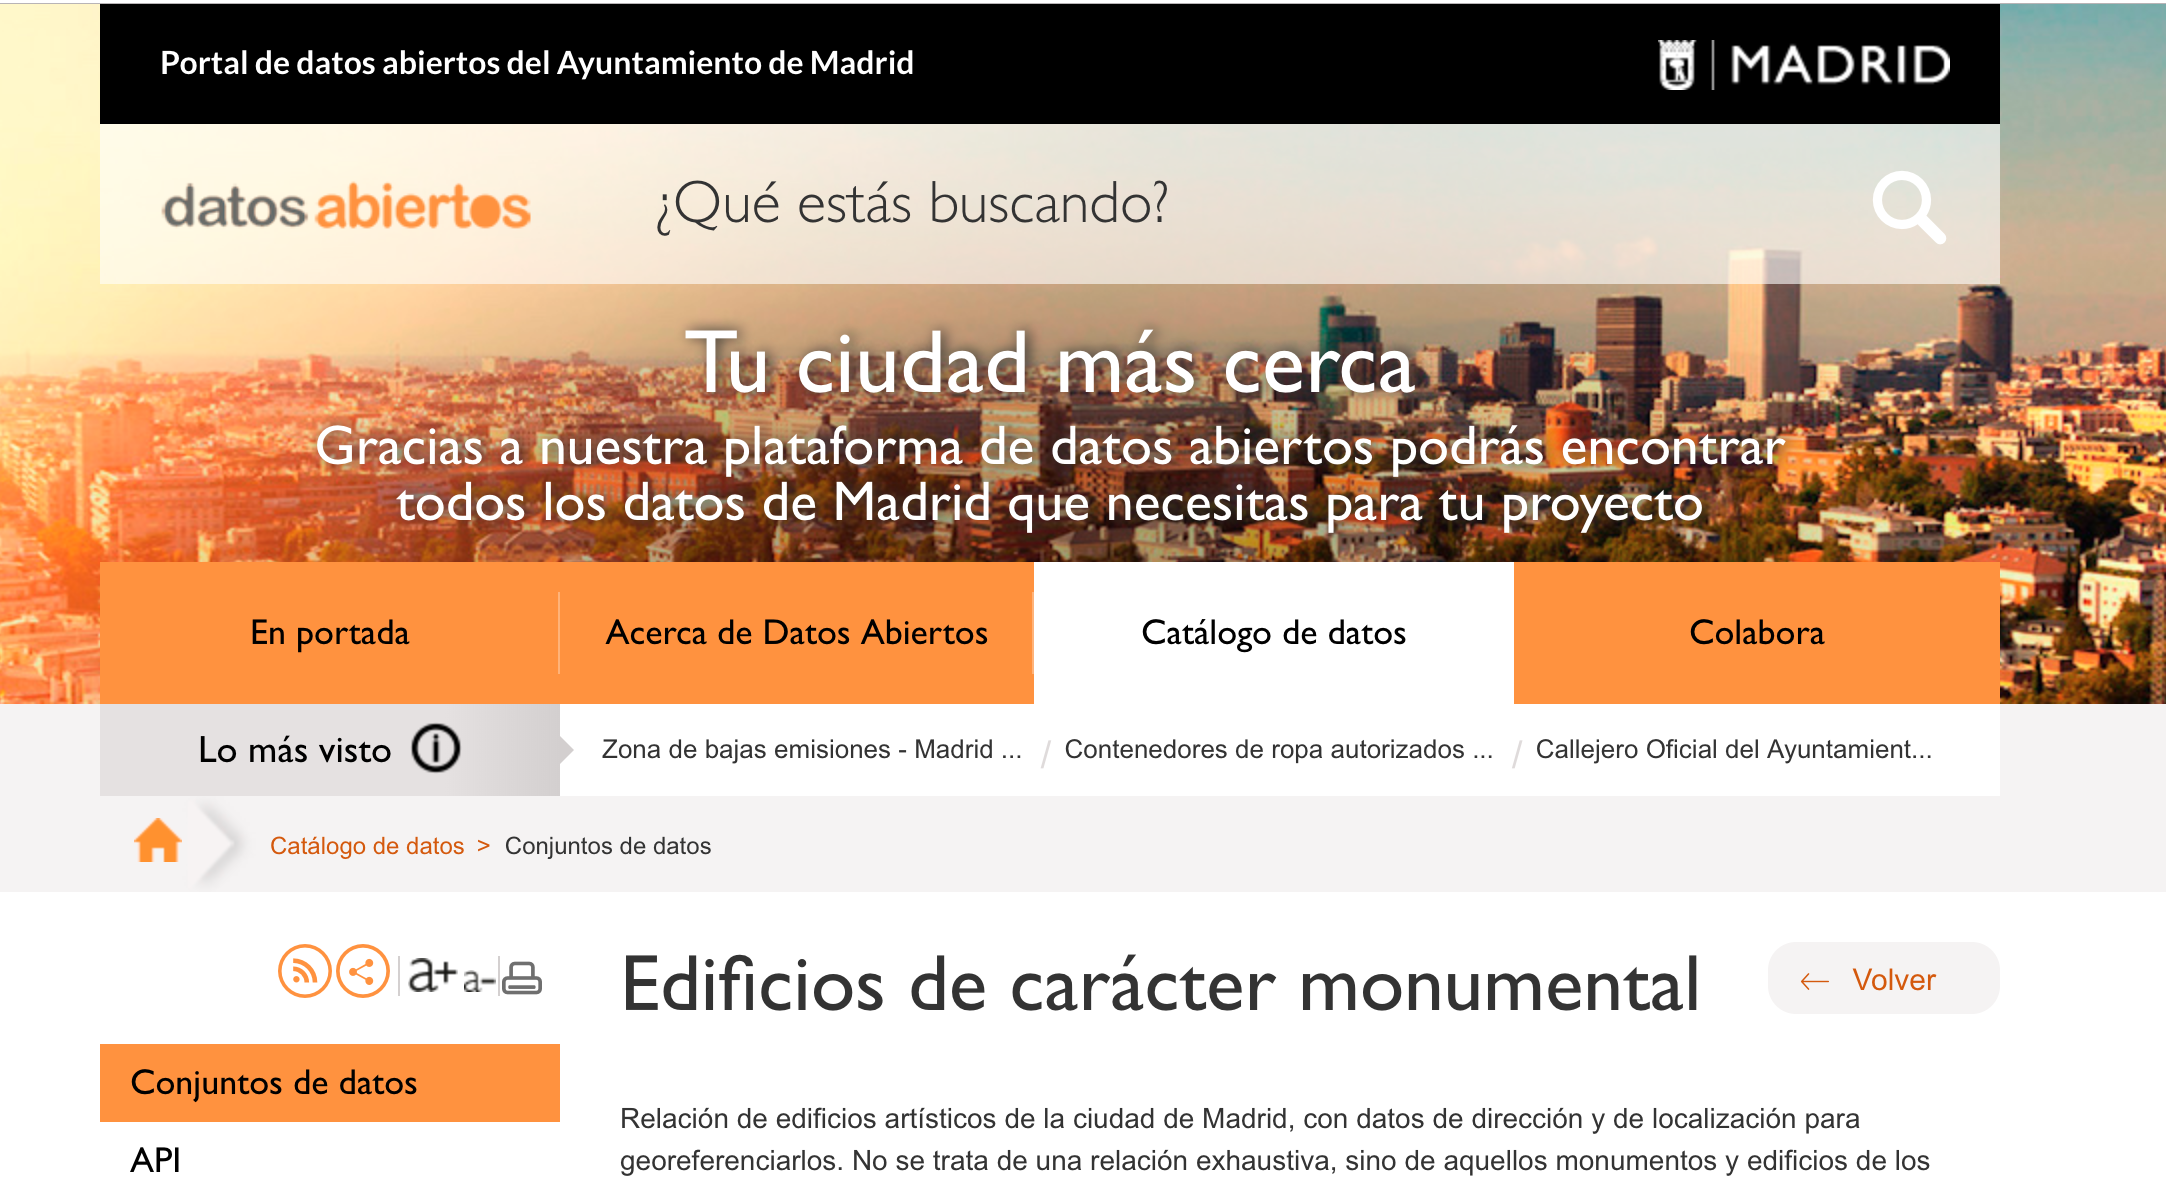 Portal de datos abiertos del Ayuntamiento de Madrid
MADRID
datos abiertos
¿Qué estás buscando?
Tu ciudad más cerca
Gracias a nuestra plataforma de datos abiertos podrás encontrar
todos los datos de Madrid que necesitas para tu proyecto
En portada
Acerca de Datos Abiertos
Catálogo de datos
Colabora
Lo más visto
Zona de bajas emisiones - Madrid ... / Contenedores de ropa autorizados ... / Callejero Oficial del Ayuntamient...
Catálogo de datos > Conjuntos de datos
a+ a-
Edificios de carácter monumental
← Volver
Conjuntos de datos
API
Relación de edificios artísticos de la ciudad de Madrid, con datos de dirección y de localización para
georeferenciarlos. No se trata de una relación exhaustiva, sino de aquellos monumentos y edificios de los